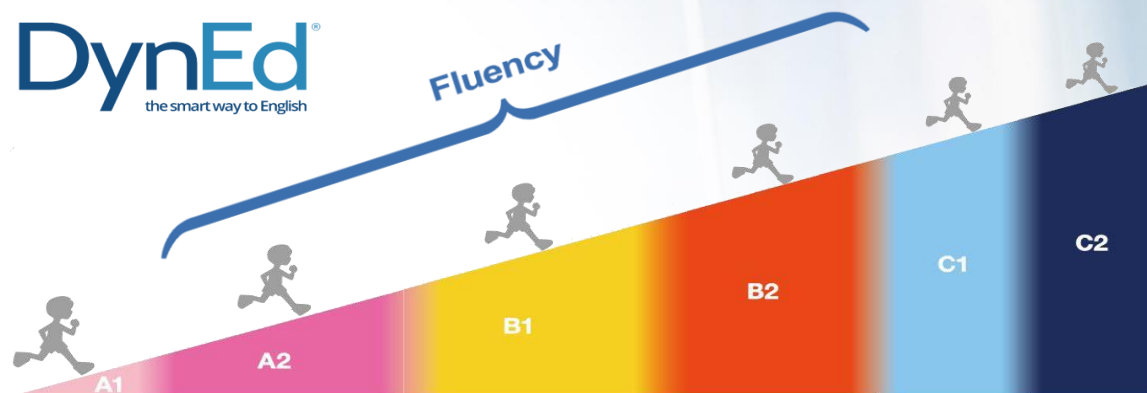 DynEd®
the smart way to English
Fluency
A1
A2
B1
B2
C1
C2